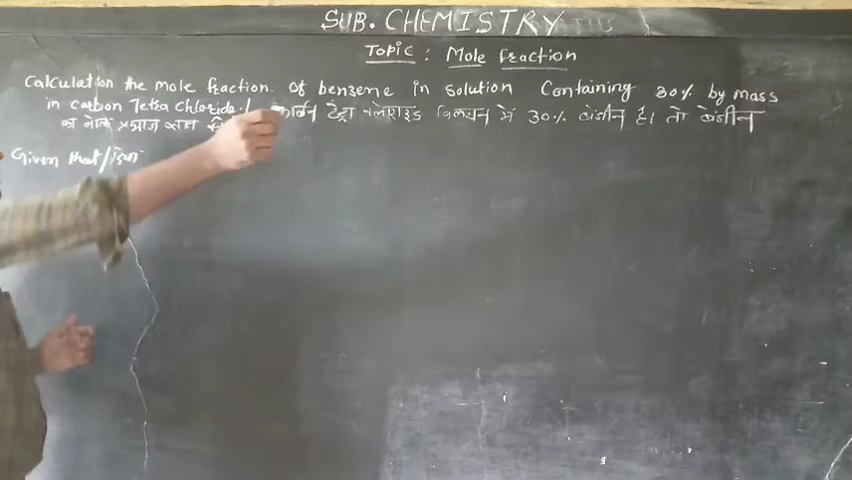 SUB. CHEMISTRY
Topic : Mole Fraction
Calculation the mole fraction. Of benzene in solution Containing 30% by mass
in carbon Tetra Chloride. / टेट्रा क्लोराइड विलयन में 30% बेंजीन है। तो बेंजीन
का मोल
Given that/दिया